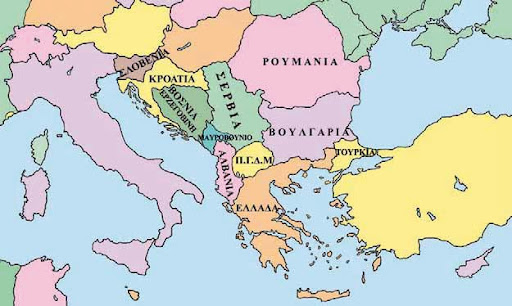 ΣΛΟΒΕΝΙΑ
ΚΡΟΑΤΙΑ
ΡΟΥΜΑΝΙΑ
ΒΟΣΝΙΑ
ΕΡΖΕΓΟΒΙΝΗ
ΣΕΡΒΙΑ
ΜΑΥΡΟΒΟΥΝΙΟ
ΒΟΥΛΓΑΡΙΑ
ΑΛΒΑΝΙΑ
Π.Γ.Δ.Μ
ΤΟΥΡΚΙΑ
ΕΛΛΑΔΑ